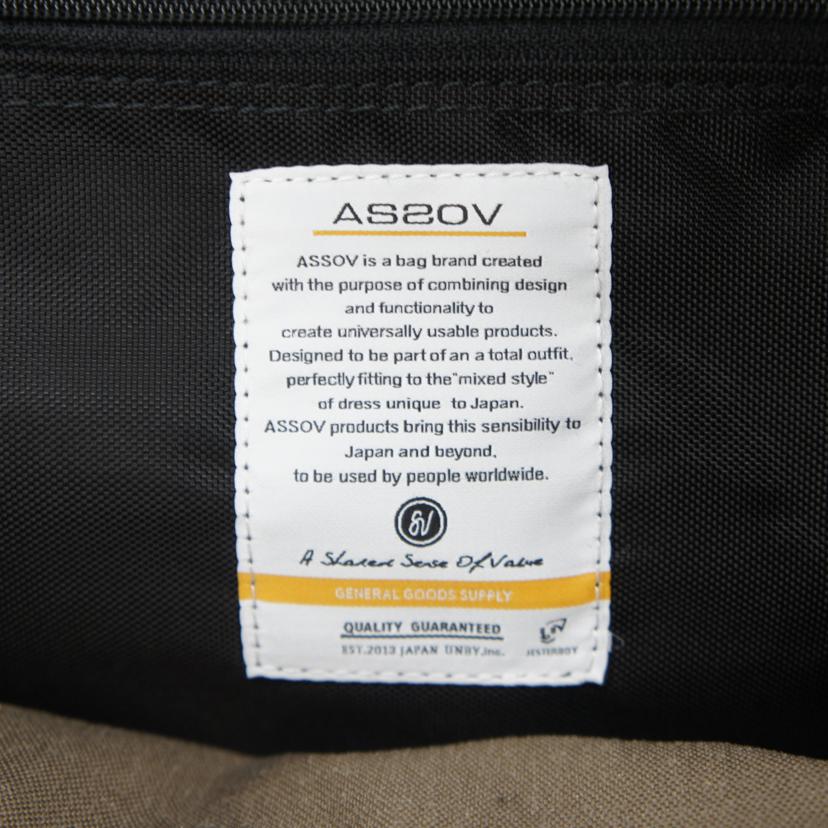 ASSOV
ASSOV is a bag brand created
with the purpose of combining design
and functionality to
create universally usable products.
Designed to be part of an a total outfit,
perfectly fitting to the"mixed style"
of dress unique to Japan.
ASSOV products bring this sensibility to
Japan and beyond,
to be used by people worldwide.
A Shared Sense Of Value
GENERAL GOODS SUPPLY
QUALITY GUARANTEED
EST.2013 JAPAN UNBY,inc.
JESTERBOY